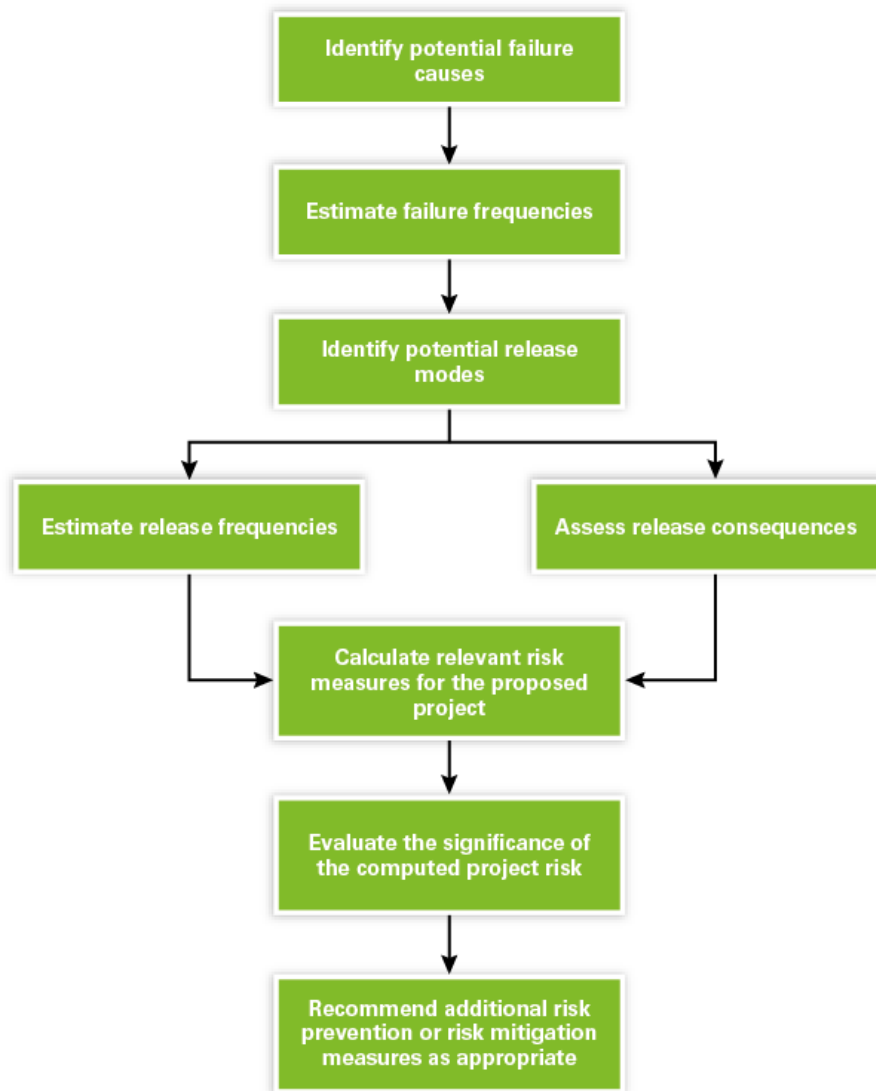 Identify potential failure
causes
Estimate failure frequencies
Identify potential release
modes
Estimate release frequencies
Assess release consequences
Calculate relevant risk
measures for the proposed
project
Evaluate the significance of
the computed project risk
Recommend additional risk
prevention or risk mitigation
measures as appropriate